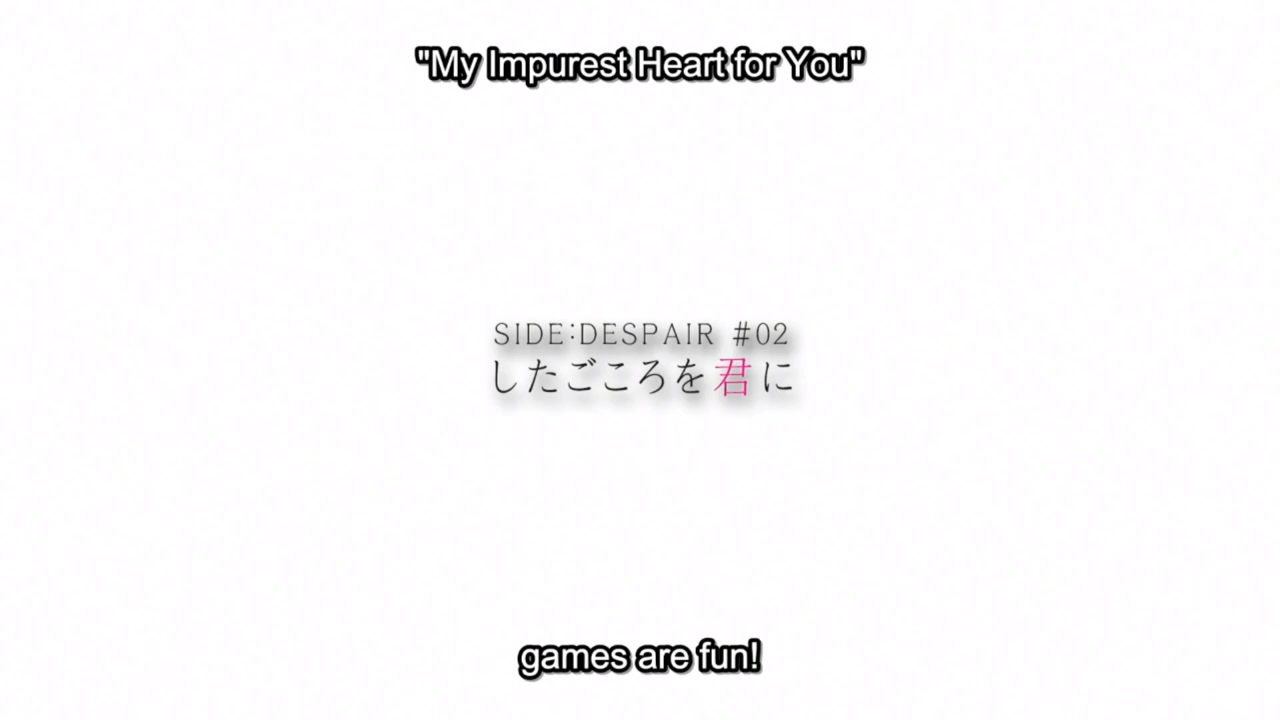 "My Impurest Heart for You"
SIDE:DESPAIR #02
したごころを君に
games are fun!